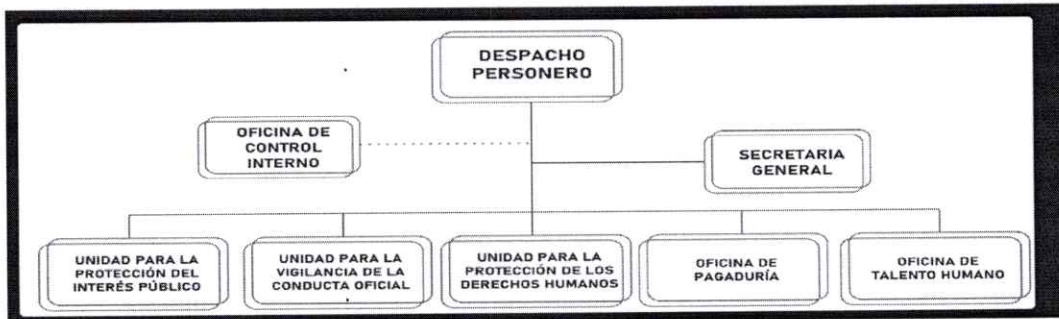 DESPACHO
PERSONERO
OFICINA DE
CONTROL
INTERNO
SECRETARIA
GENERAL
UNIDAD PARA LA
PROTECCIÓN DEL
INTERÉS PÚBLICO
UNIDAD PARA LA
VIGILANCIA DE LA
CONDUCTA OFICIAL
UNIDAD PARA LA
PROTECCIÓN DE LOS
DERECHOS HUMANOS
OFICINA DE
PAGADURÍA
OFICINA DE
TALENTO HUMANO